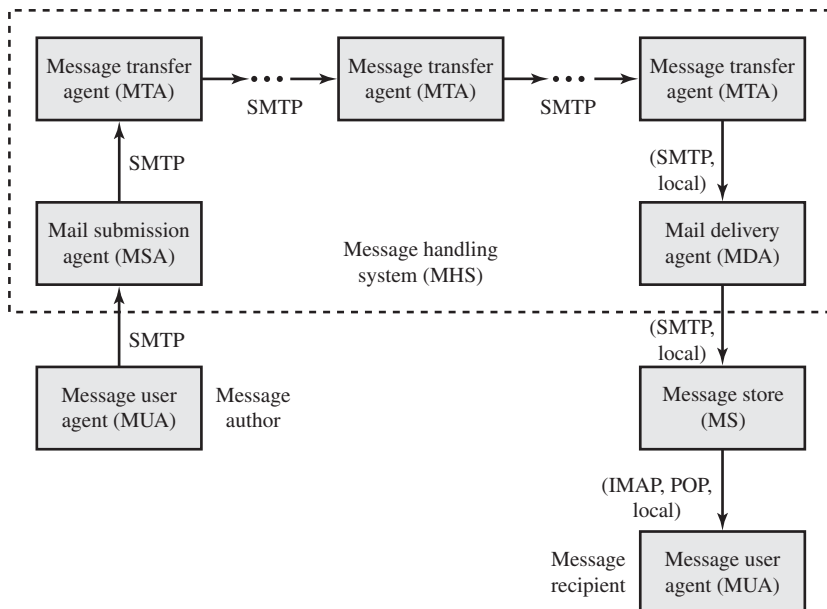 Message transfer
agent (MTA)
SMTP
Message transfer
agent (MTA)
SMTP
Message transfer
agent (MTA)
SMTP
(SMTP,
local)
Mail submission
agent (MSA)
Message handling
system (MHS)
Mail delivery
agent (MDA)
SMTP
(SMTP,
local)
Message user
agent (MUA)
Message
author
Message store
(MS)
(IMAP, POP,
local)
Message
recipient
Message user
agent (MUA)